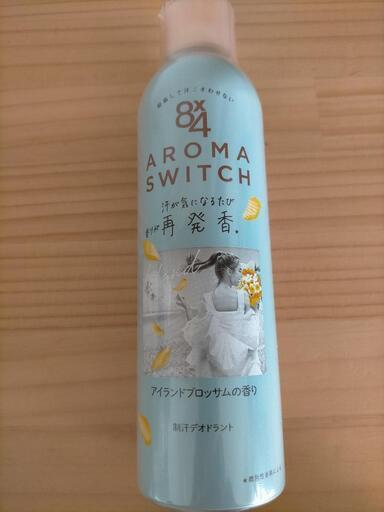 8x4
AROMA
SWITCH
汗が気になるたび
香りが再発香。
アイランドブロッサムの香り
制汗デオドラント